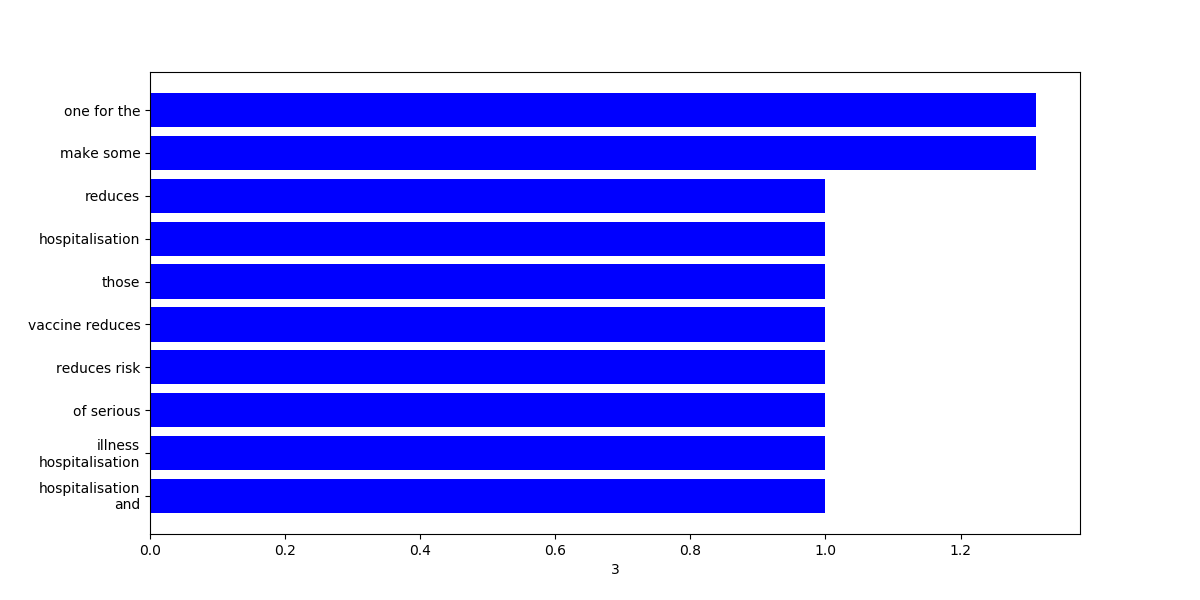 one for the
make some
reduces
hospitalisation
those
vaccine reduces
reduces risk
of serious
illness
hospitalisation
hospitalisation
and
0.0 0.2 0.4 0.6 0.8 1.0 1.2
3